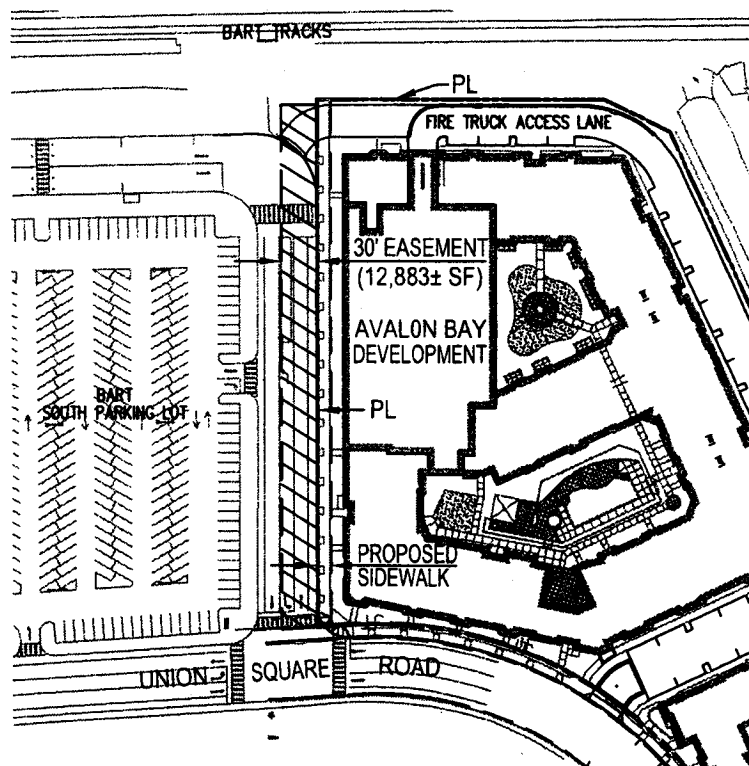 BART TRACKS
PL
FIRE TRUCK ACCESS LANE
30' EASEMENT
(12,883± SF)
AVALON BAY
DEVELOPMENT
BART
SOUTH PARKING LOT
PL
PROPOSED
SIDEWALK
UNION SQUARE ROAD